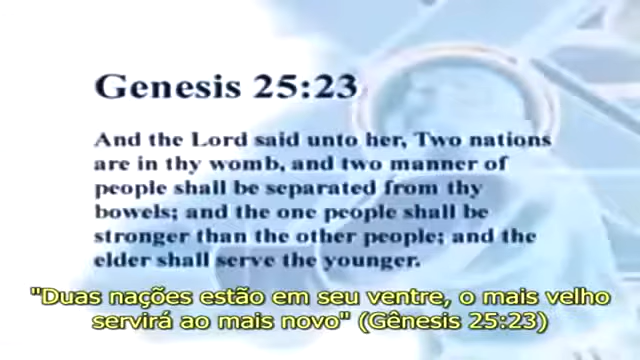 Genesis 25:23
And the Lord said unto her, Two nations
are in thy womb, and two manner of
people shall be separated from thy
bowels; and the one people shall be
stronger than the other people; and the
elder shall serve the younger.
"Duas nações estão em seu ventre, o mais velho
servirá ao mais novo" (Gênesis 25:23)